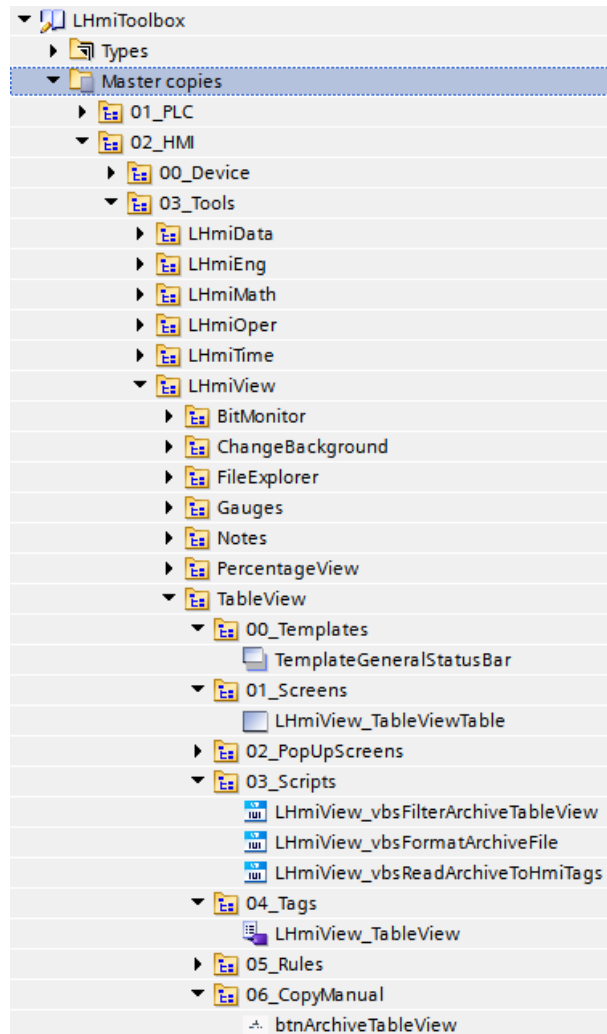 LHmiToolbox
Types
Master copies
01_PLC
02_HMI
00_Device
03_Tools
LHmiData
LHmiEng
LHmiMath
LHmiOper
LHmiTime
LHmiView
BitMonitor
ChangeBackground
FileExplorer
Gauges
Notes
PercentageView
TableView
00_Templates
TemplateGeneralStatusBar
01_Screens
LHmiView_TableViewTable
02_PopUpScreens
03_Scripts
LHmiView_vbsFilterArchiveTableView
LHmiView_vbsFormatArchiveFile
LHmiView_vbsReadArchiveToHmiTags
04_Tags
LHmiView_TableView
05_Rules
06_CopyManual
btnArchiveTableView